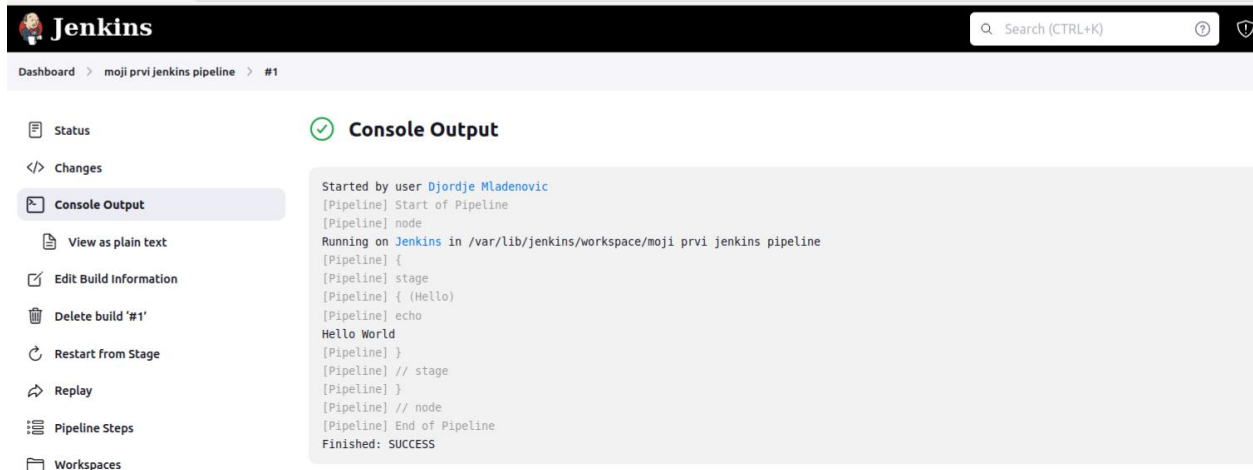 Jenkins
Search (CTRL+K)
Dashboard > moji prvi jenkins pipeline > #1
Status
Changes
Console Output
View as plain text
Edit Build Information
Delete build ‘#1’
Restart from Stage
Replay
Pipeline Steps
Workspaces
Console Output
Started by user Djordje Mladenovic
[Pipeline] Start of Pipeline
[Pipeline] node
Running on Jenkins in /var/lib/jenkins/workspace/moji prvi jenkins pipeline
[Pipeline] {
[Pipeline] stage
[Pipeline] { (Hello)
[Pipeline] echo
Hello World
[Pipeline] }
[Pipeline] // stage
[Pipeline] }
[Pipeline] // node
[Pipeline] End of Pipeline
Finished: SUCCESS